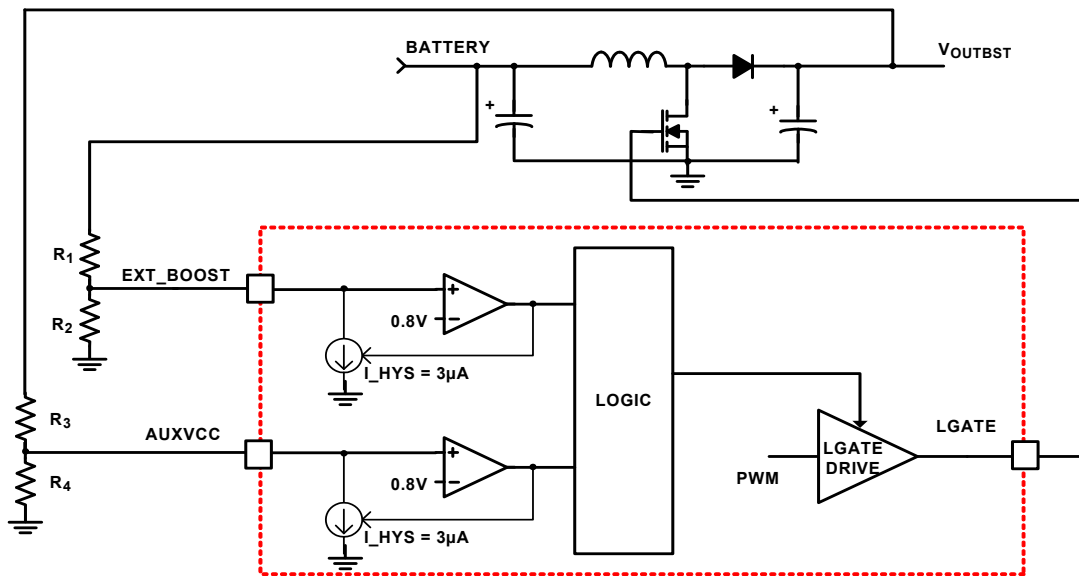 BATTERY
VOUTBST
+
+
R1
EXT_BOOST
R2
+
0.8V
−
I_HYS = 3µA
LOGIC
R3
AUXVCC
R4
+
0.8V
−
I_HYS = 3µA
PWM
LGATE
DRIVE
LGATE